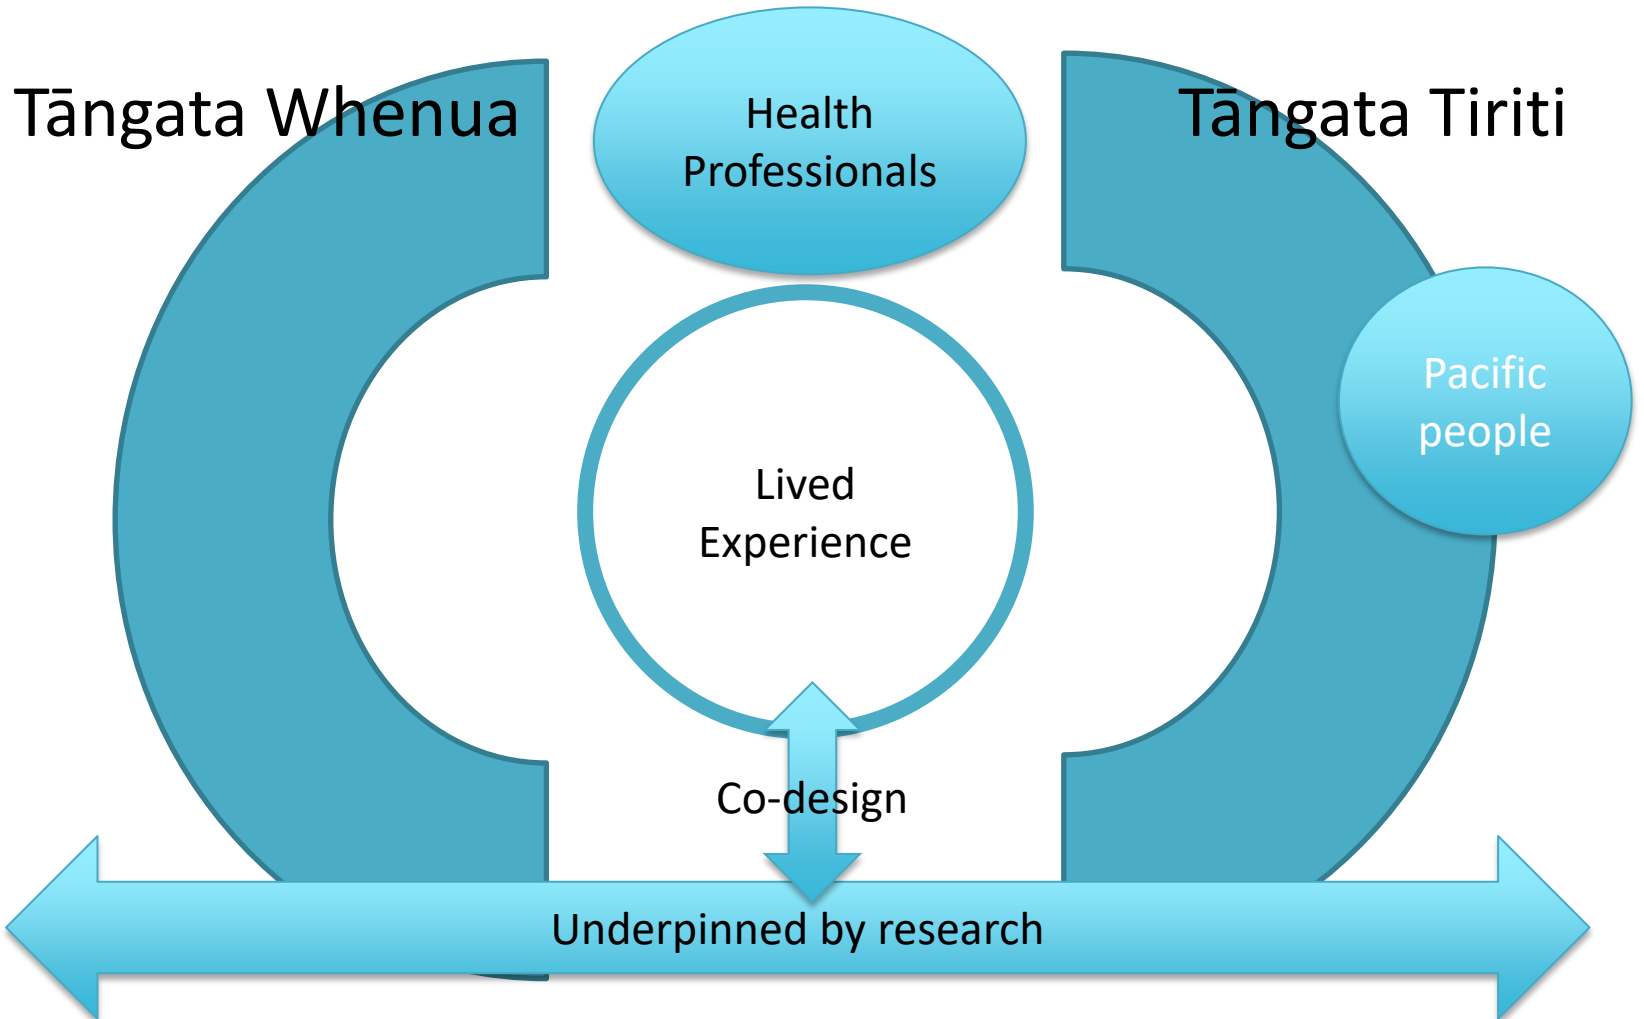 Tāngata Whenua
Health
Professionals
Tāngata Tiriti
Pacific
people
Lived
Experience
Co-design
Underpinned by research